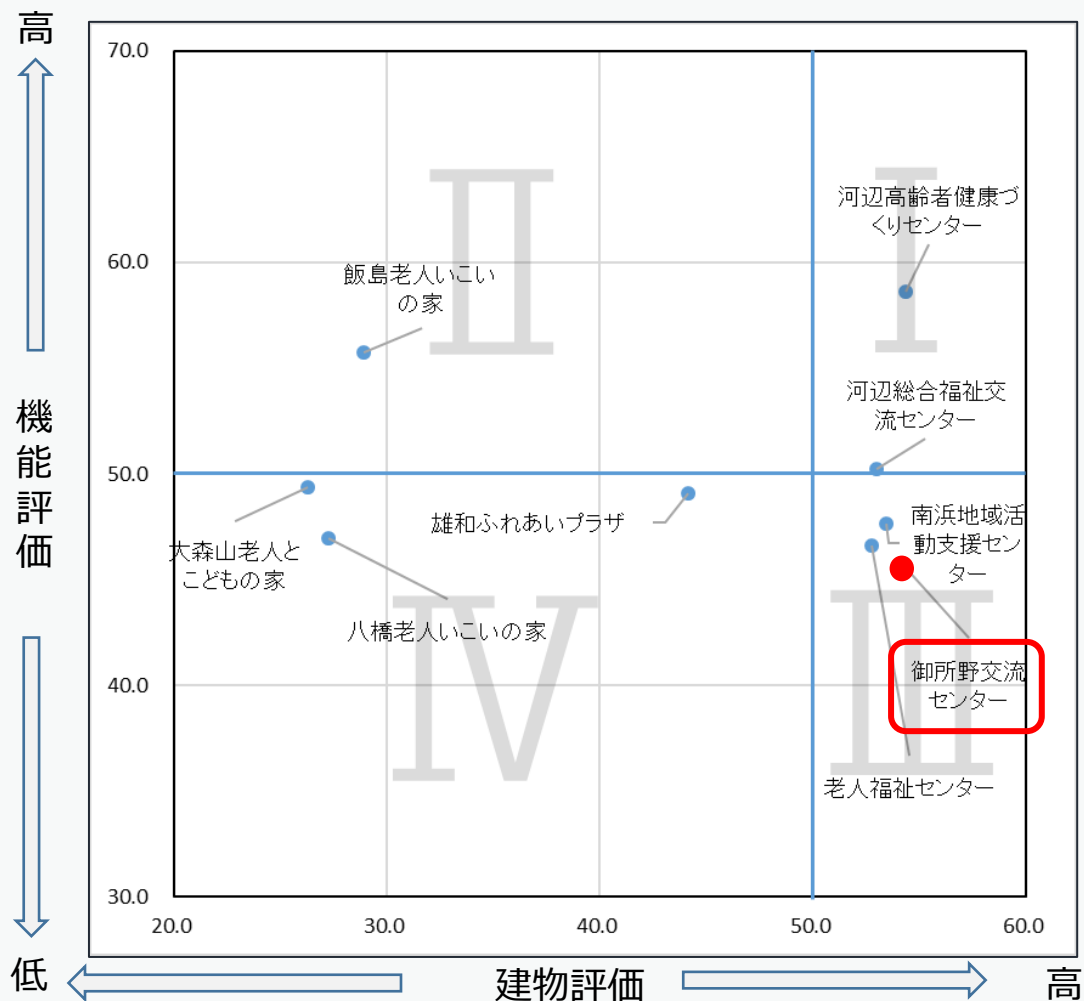 高
70.0
Ⅱ
Ⅰ
河辺高齢者健康づ
くりセンター
60.0
飯島老人いこい
の家
機能評価
河辺総合福祉交
流センター
50.0
雄和ふれあいプラザ
南浜地域活
動支援セン
ター
大森山老人と
こどもの家
八橋老人いこいの家
Ⅳ
Ⅲ
御所野交流
センター
40.0
老人福祉センター
30.0
20.0
30.0
40.0
50.0
60.0
低
建物評価
高